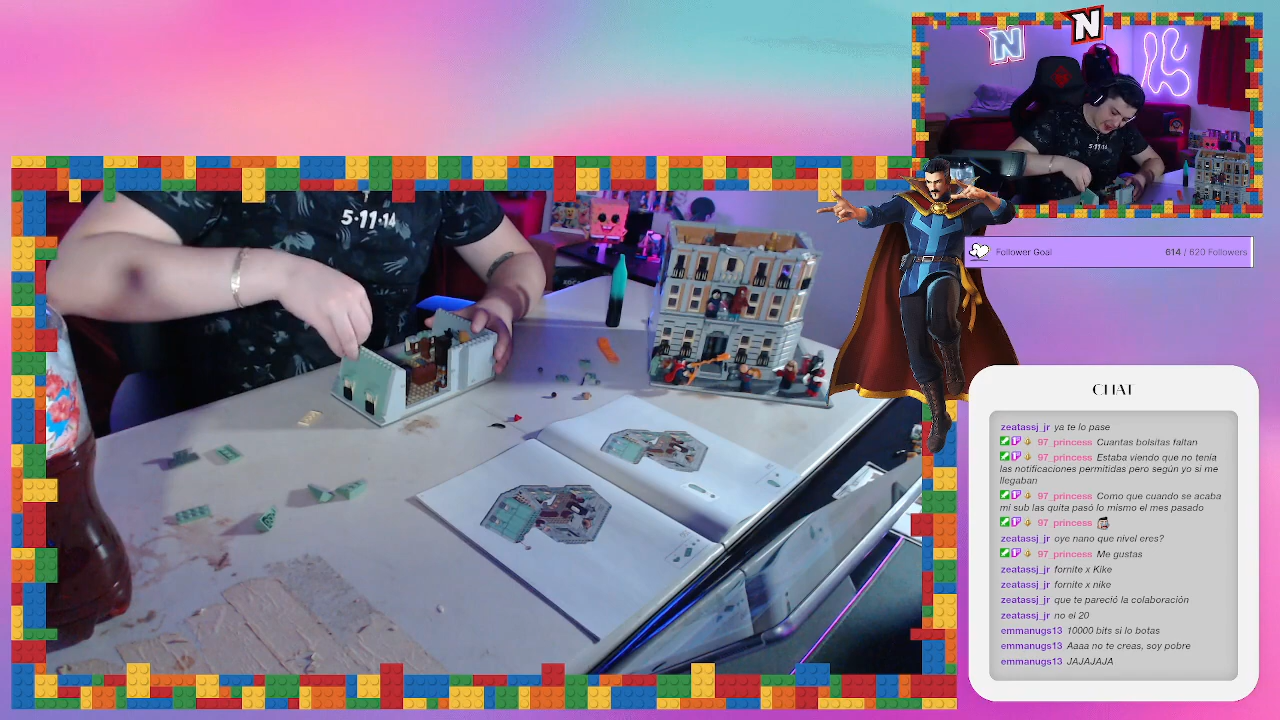 N
N
5·11·14
5·11·14
Follower Goal
614 / 620 Followers
CHAT
zeatassj_jr ya te lo pase
97_princess Cuantas bolsitas faltan
97_princess Estaba viendo que no tenía
las notificaciones permitidas pero según yo si me
llegaban
97_princess Como que cuando se acaba
mi sub las quita pasó lo mismo el mes pasado
97_princess
zeatassj_jr oye nano que nivel eres?
97_princess Me gustas
zeatassj_jr fornite x Kike
zeatassj_jr fornite x nike
zeatassj_jr que te pareció la colaboración
zeatassj_jr no el 20
emmanugs13 10000 bits si lo botas
emmanugs13 Aaaa no te creas, soy pobre
emmanugs13 JAJAJAJA